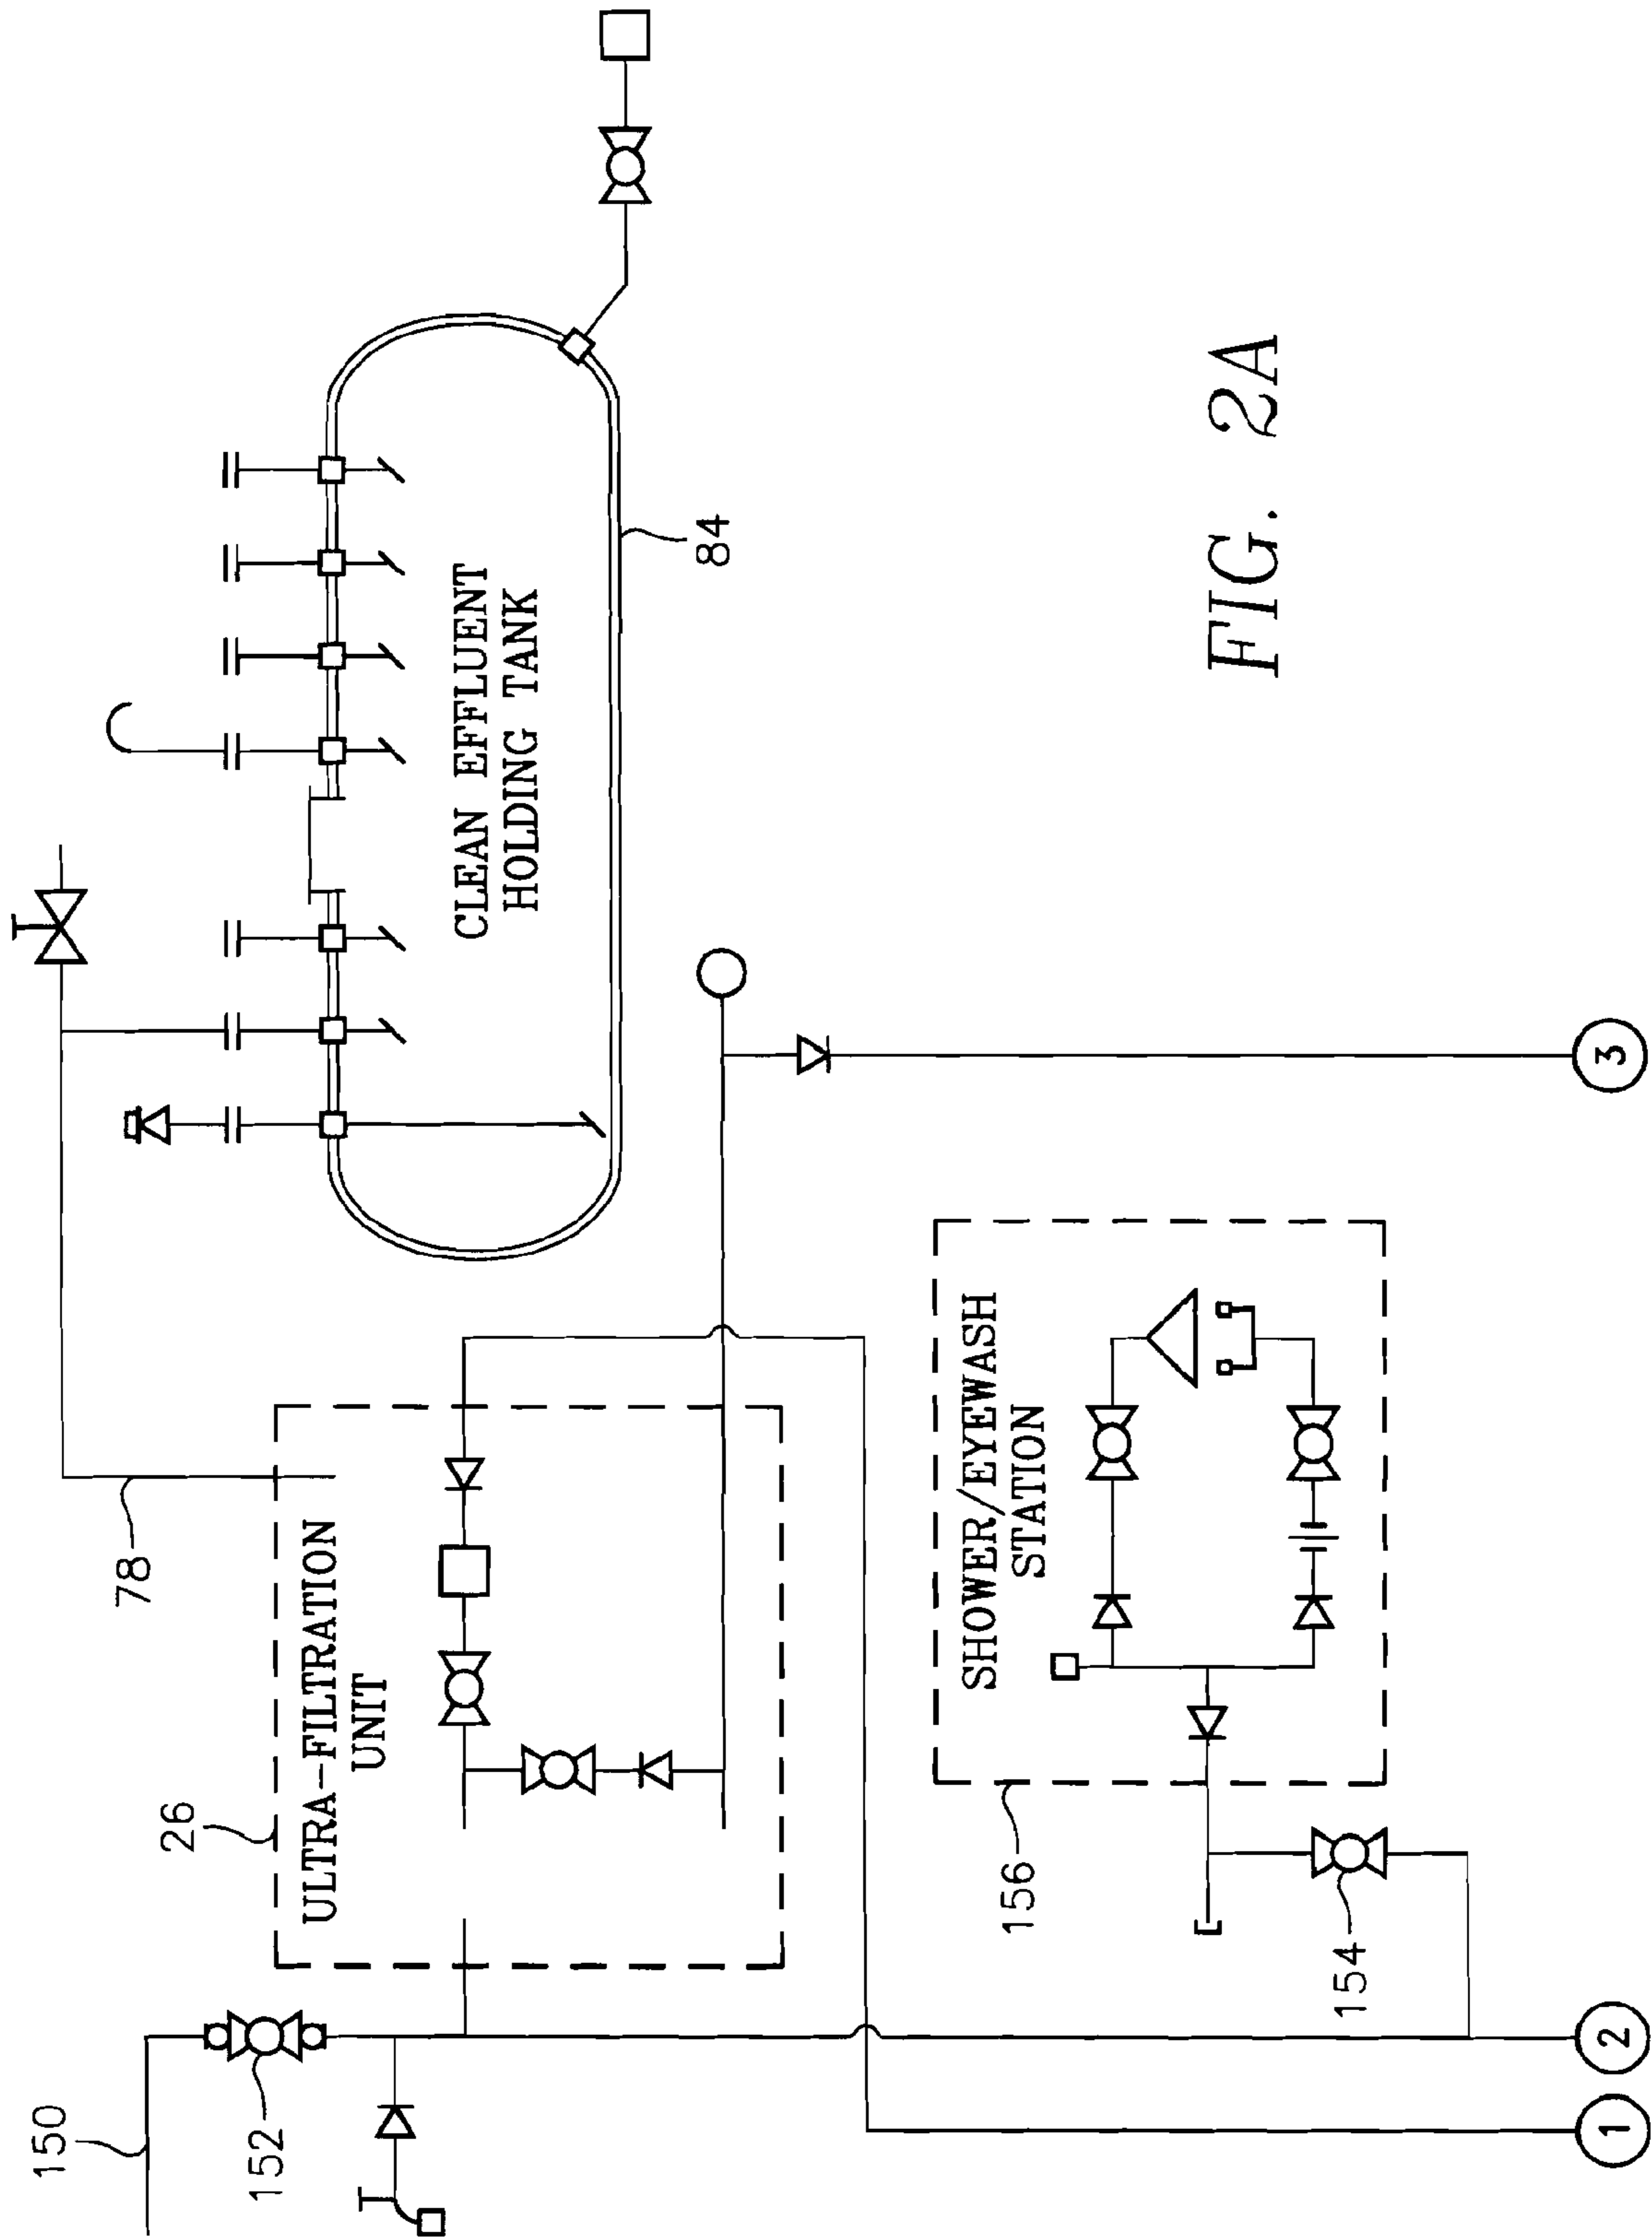 150
152
26
ULTRA-FILTRATION
UNIT
78
CLEAN EFFLUENT
HOLDING TANK
84
156
SHOWER/EYEWASH
STATION
154
1
2
3
FIG. 2A